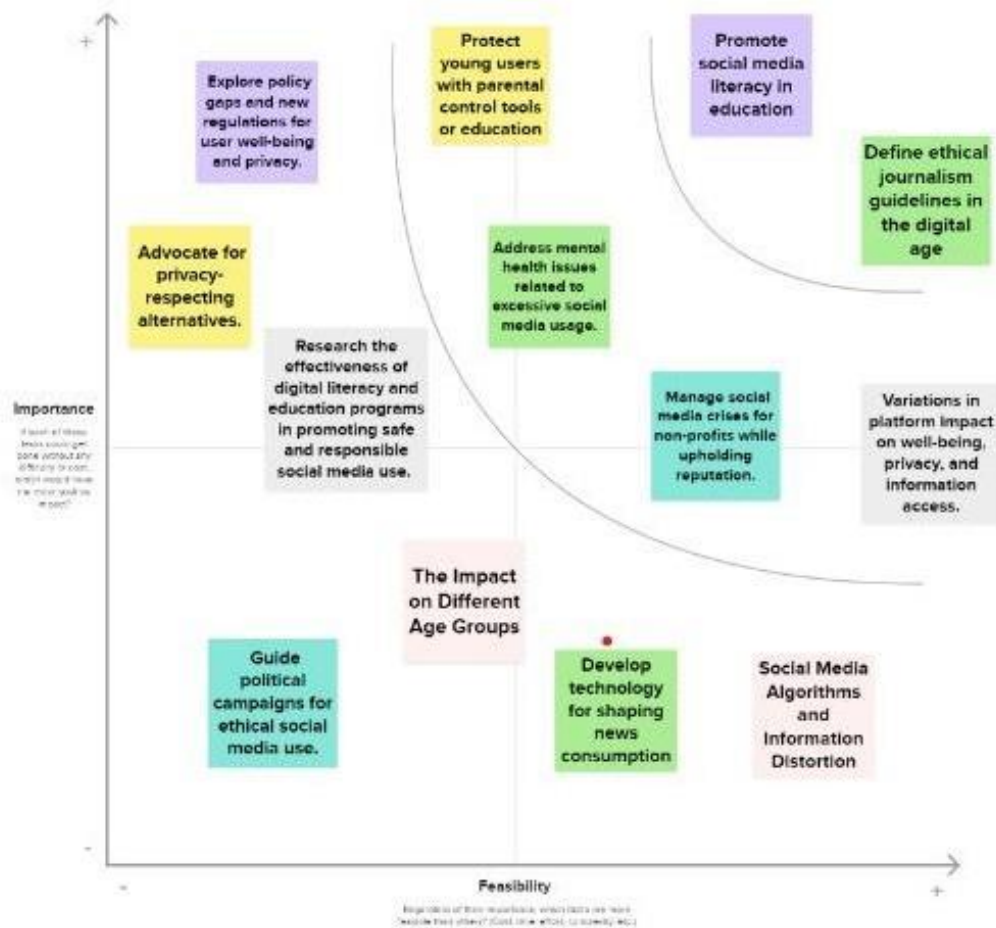 +
Explore policy
gaps and new
regulations for
user well-being
and privacy.
Protect
young users
with parental
control tools
or education
Promote
social media
literacy in
education
Define ethical
journalism
guidelines in
the digital
age
Advocate for
privacy-
respecting
alternatives.
Address mental
health issues
related to
excessive social
media usage.
Research the
effectiveness of
digital literacy and
education programs
in promoting safe
and responsible
social media use.
Manage social
media crises for
non-profits while
upholding
reputation.
Variations in
platform impact
on well-being,
privacy, and
information
access.
Importance
The Impact
on Different
Age Groups
Guide
political
campaigns for
ethical social
media use.
Develop
technology
for shaping
news
consumption
Social Media
Algorithms
and
Information
Distortion
-
-
Feasibility
+